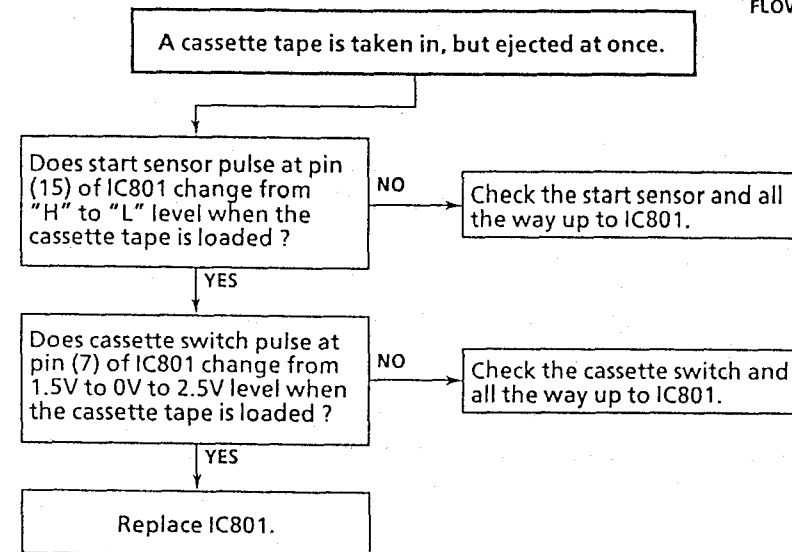 FLOV
A cassette tape is taken in, but ejected at once.
Does start sensor pulse at pin
(15) of IC801 change from
"H" to "L" level when the
cassette tape is loaded ?
NO
Check the start sensor and all
the way up to IC801.
YES
Does cassette switch pulse at
pin (7) of IC801 change from
1.5V to 0V to 2.5V level when
the cassette tape is loaded ?
NO
Check the cassette switch and
all the way up to IC801.
YES
Replace IC801.